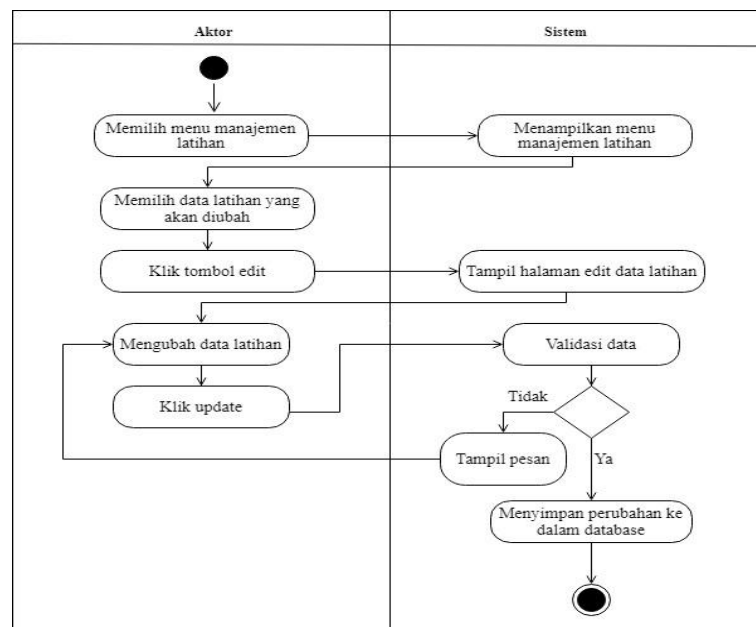 Aktor
Sistem
Memilih menu manajemen
latihan
Menampilkan menu
manajemen latihan
Memilih data latihan yang
akan diubah
Klik tombol edit
Tampil halaman edit data latihan
Mengubah data latihan
Validasi data
Klik update
Tidak
Tampil pesan
Ya
Menyimpan perubahan ke
dalam database